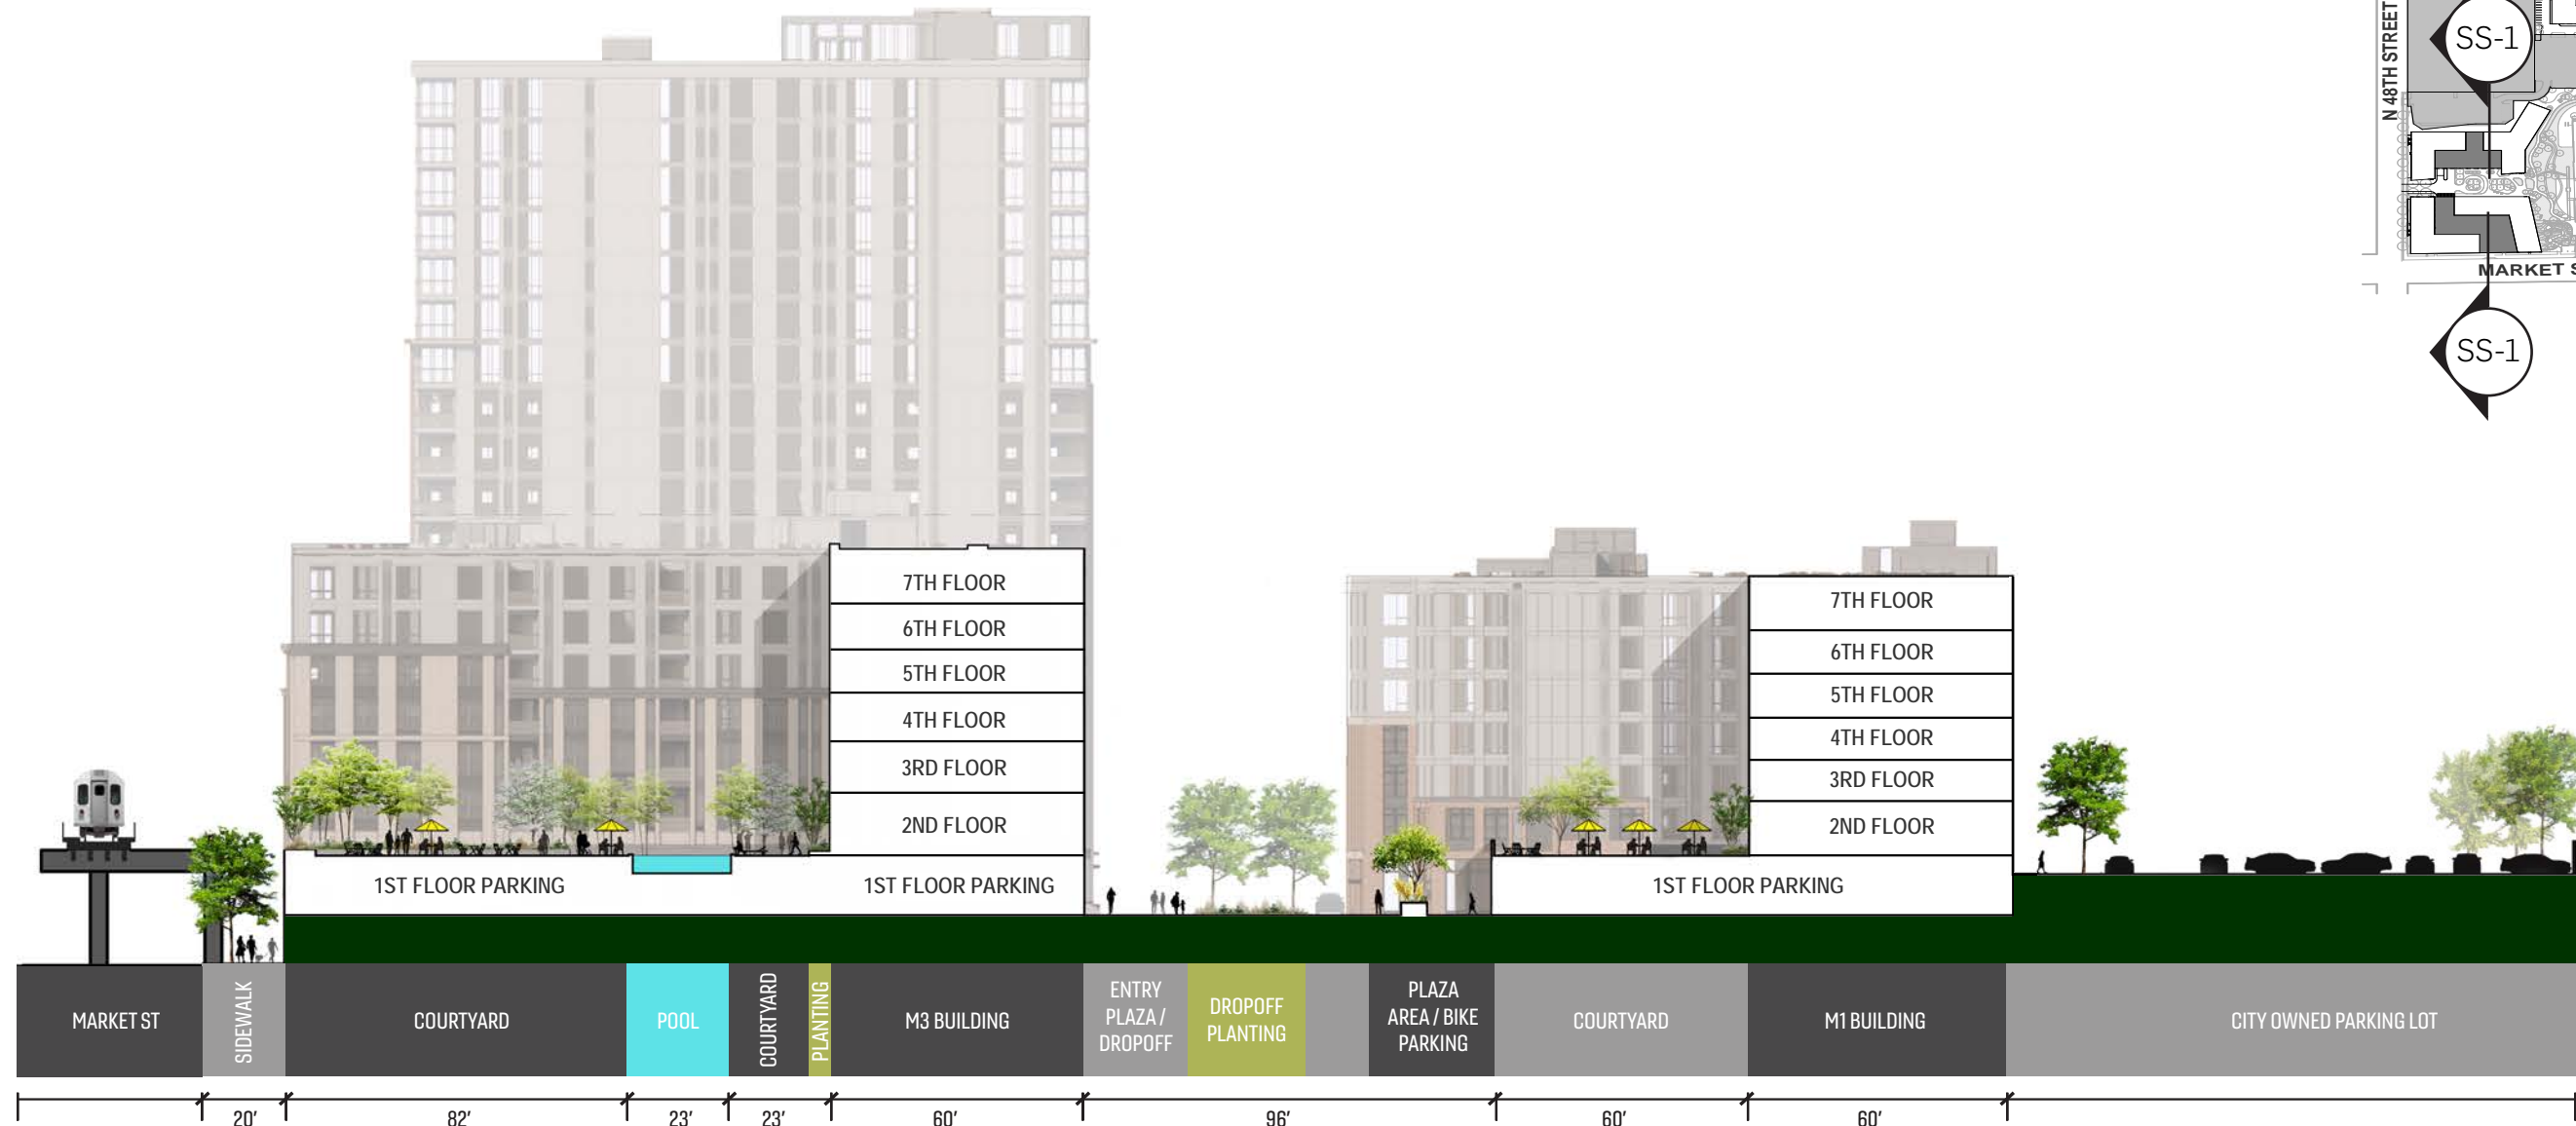 SS-1
N 48TH STREET
MARKET S
SS-1
7TH FLOOR
6TH FLOOR
5TH FLOOR
4TH FLOOR
3RD FLOOR
2ND FLOOR
1ST FLOOR PARKING
1ST FLOOR PARKING
7TH FLOOR
6TH FLOOR
5TH FLOOR
4TH FLOOR
3RD FLOOR
2ND FLOOR
1ST FLOOR PARKING
MARKET ST
SIDEWALK
COURTYARD
POOL
COURTYARD
PLANTING
M3 BUILDING
ENTRY
PLAZA /
DROPOFF
DROPOFF
PLANTING
PLAZA
AREA / BIKE
PARKING
COURTYARD
M1 BUILDING
CITY OWNED PARKING LOT
20'
82'
23'
23'
60'
96'
60'
60'